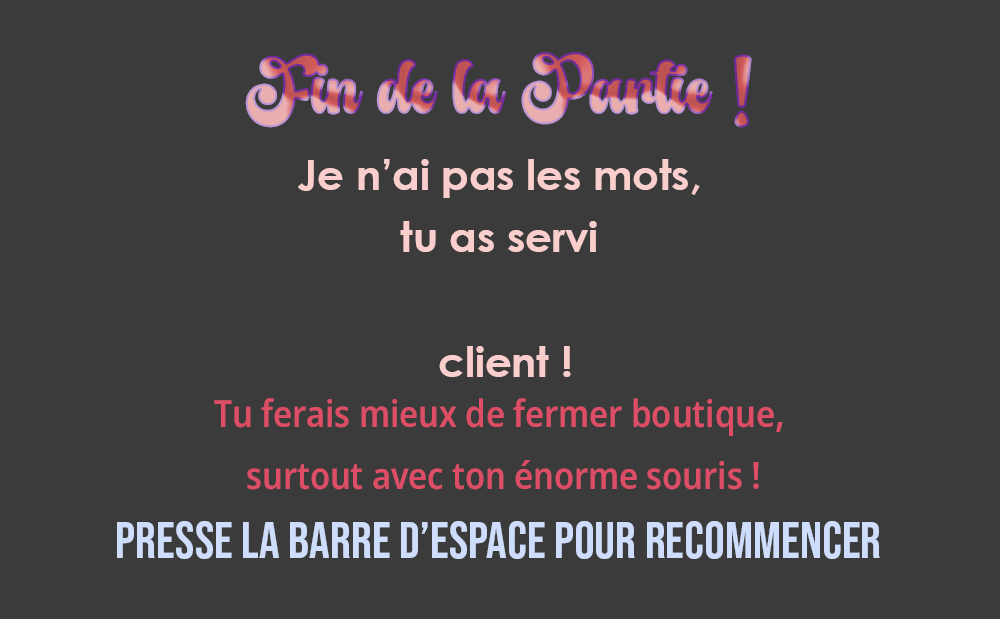 Fin de la Partie !
Je n’ai pas les mots,
tu as servi
client !
Tu ferais mieux de fermer boutique,
surtout avec ton énorme souris !
PRESSE LA BARRE D’ESPACE POUR RECOMMENCER